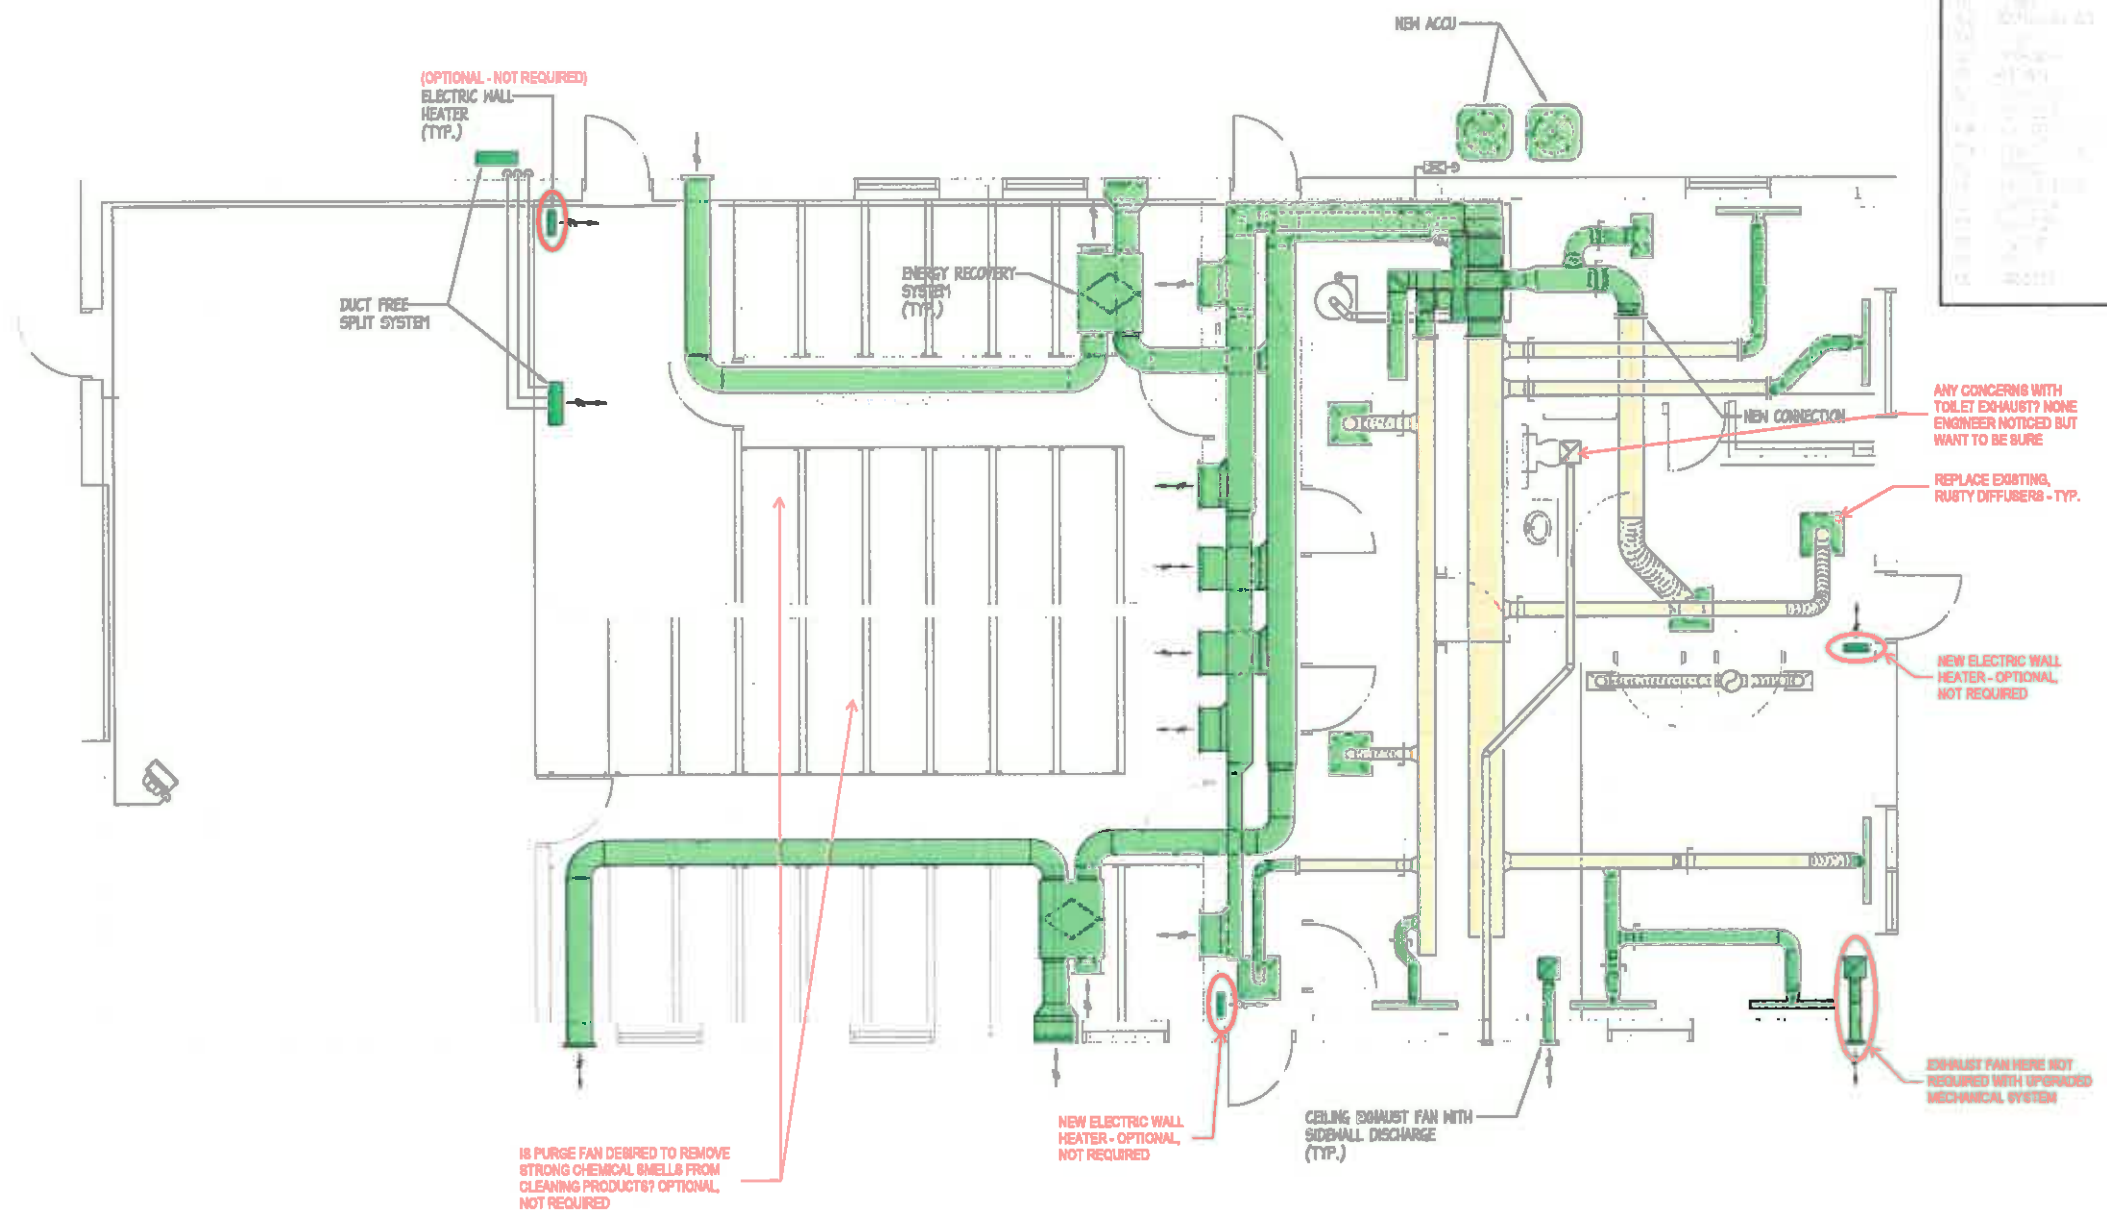 NEW ACCU
(OPTIONAL - NOT REQUIRED)
ELECTRIC WALL
HEATER
(TYP.)
ENERGY RECOVERY
SYSTEM
(TYP.)
DUCT FREE
SPLIT SYSTEM
NEW CONNECTION
ANY CONCERNS WITH
TOILET EXHAUST? NONE
ENGINEER NOTICED BUT
WANT TO BE SURE
REPLACE EXISTING,
RUSTY DIFFUSERS - TYP.
NEW ELECTRIC WALL
HEATER - OPTIONAL,
NOT REQUIRED
EXHAUST FAN HERE NOT
REQUIRED WITH UPGRADED
MECHANICAL SYSTEM
CEILING EXHAUST FAN WITH
SIDEWALL DISCHARGE
(TYP.)
NEW ELECTRIC WALL
HEATER - OPTIONAL,
NOT REQUIRED
IS PURGE FAN DESIRED TO REMOVE
STRONG CHEMICAL SMELLS FROM
CLEANING PRODUCTS? OPTIONAL,
NOT REQUIRED